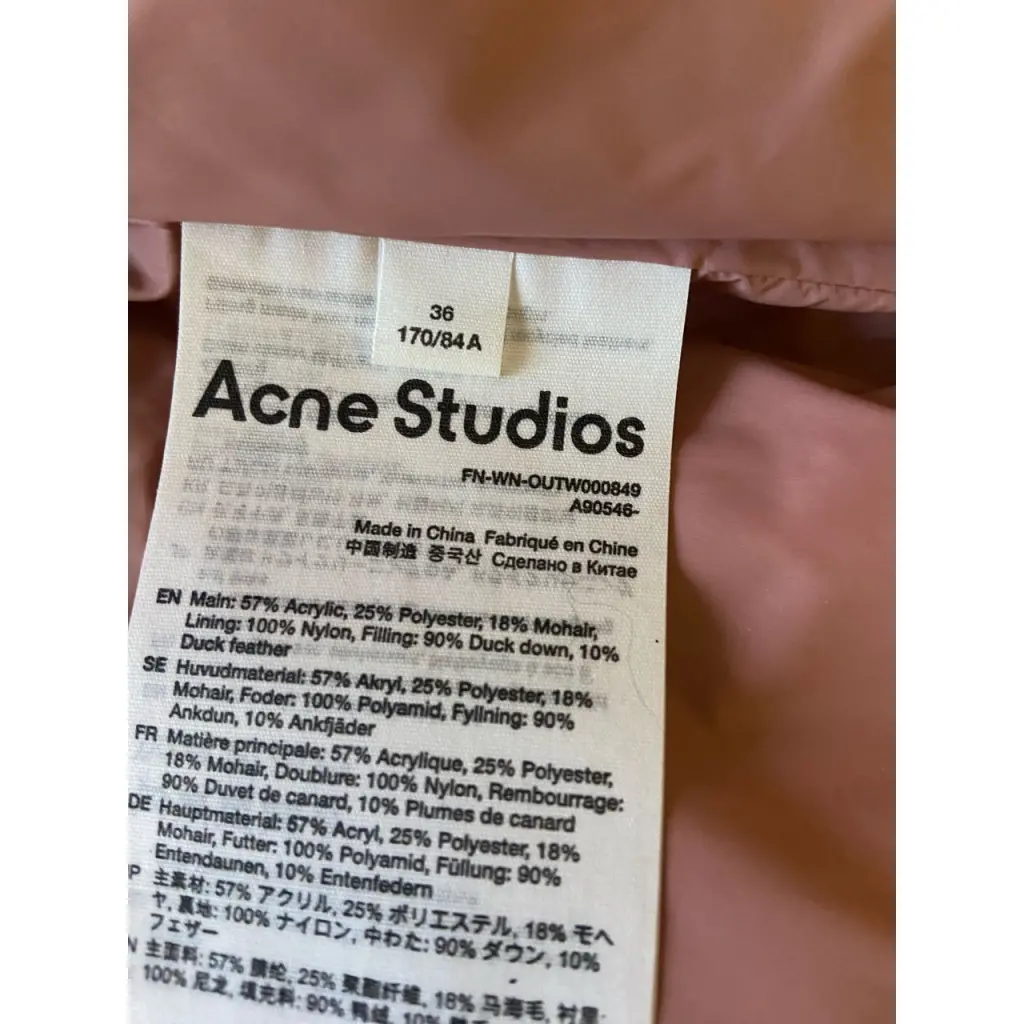 36
170/84A
Acne Studios
FN-WN-OUTW000849
A90546-
Made in China Fabriqué en Chine
中国制造 중국산 Сделано в Китае
EN Main: 57% Acrylic, 25% Polyester, 18% Mohair,
Lining: 100% Nylon, Filling: 90% Duck down, 10%
Duck feather
SE Huvudmaterial: 57% Akryl, 25% Polyester, 18%
Mohair, Foder: 100% Polyamid, Fyllning: 90%
Ankdun, 10% Ankfjäder
FR Matière principale: 57% Acrylique, 25% Polyester,
18% Mohair, Doublure: 100% Nylon, Rembourrage:
90% Duvet de canard, 10% Plumes de canard
DE Hauptmaterial: 57% Acryl, 25% Polyester, 18%
Mohair, Futter: 100% Polyamid, Füllung: 90%
Entendaunen, 10% Entenfedern
P 主素材: 57% アクリル, 25% ポリエステル, 18% モヘ
ヤ, 裏地: 100% ナイロン, 中わた: 90% ダウン, 10%
フェザー
N 主面料: 57% 腈纶, 25% 聚酯纤维, 18% 马海毛, 衬里:
100% 尼龙, 填充料: 90% 鸭绒, 10%